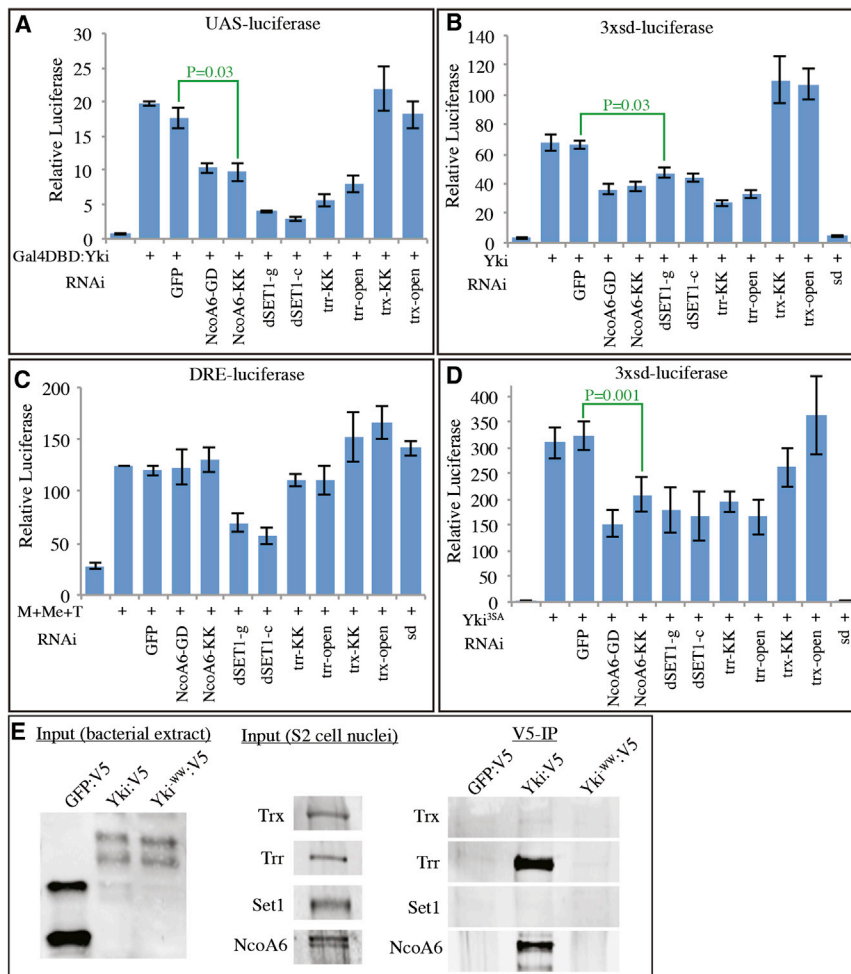 A
UAS-luciferase
Relative Luciferase
30
25
20
15
10
5
0
P=0.03
Gal4DBD:Yki + + + + + + + + + +
RNAi
GFP
NcoA6-GD
NcoA6-KK
dSET1-g
dSET1-c
trr-KK
trr-open
trx-KK
trx-open
B
3xsd-luciferase
Relative Luciferase
140
120
100
80
60
40
20
0
P=0.03
Yki + + + + + + + + + + +
RNAi
GFP
NcoA6-GD
NcoA6-KK
dSET1-g
dSET1-c
trr-KK
trr-open
trx-KK
trx-open
sd
C
DRE-luciferase
Relative Luciferase
200
150
100
50
0
M+Me+T + + + + + + + + + + +
RNAi
GFP
NcoA6-GD
NcoA6-KK
dSET1-g
dSET1-c
trr-KK
trr-open
trx-KK
trx-open
sd
D
3xsd-luciferase
Relative Luciferase
400
350
300
250
200
150
100
50
0
P=0.001
Yki3SA + + + + + + + + + + +
RNAi
GFP
NcoA6-GD
NcoA6-KK
dSET1-g
dSET1-c
trr-KK
trr-open
trx-KK
trx-open
sd
E
Input (bacterial extract)
GFP:V5
Yki:V5
Yki-ww:V5
Input (S2 cell nuclei)
Trx
Trr
Set1
NcoA6
V5-IP
GFP:V5
Yki:V5
Yki-ww:V5
Trx
Trr
Set1
NcoA6